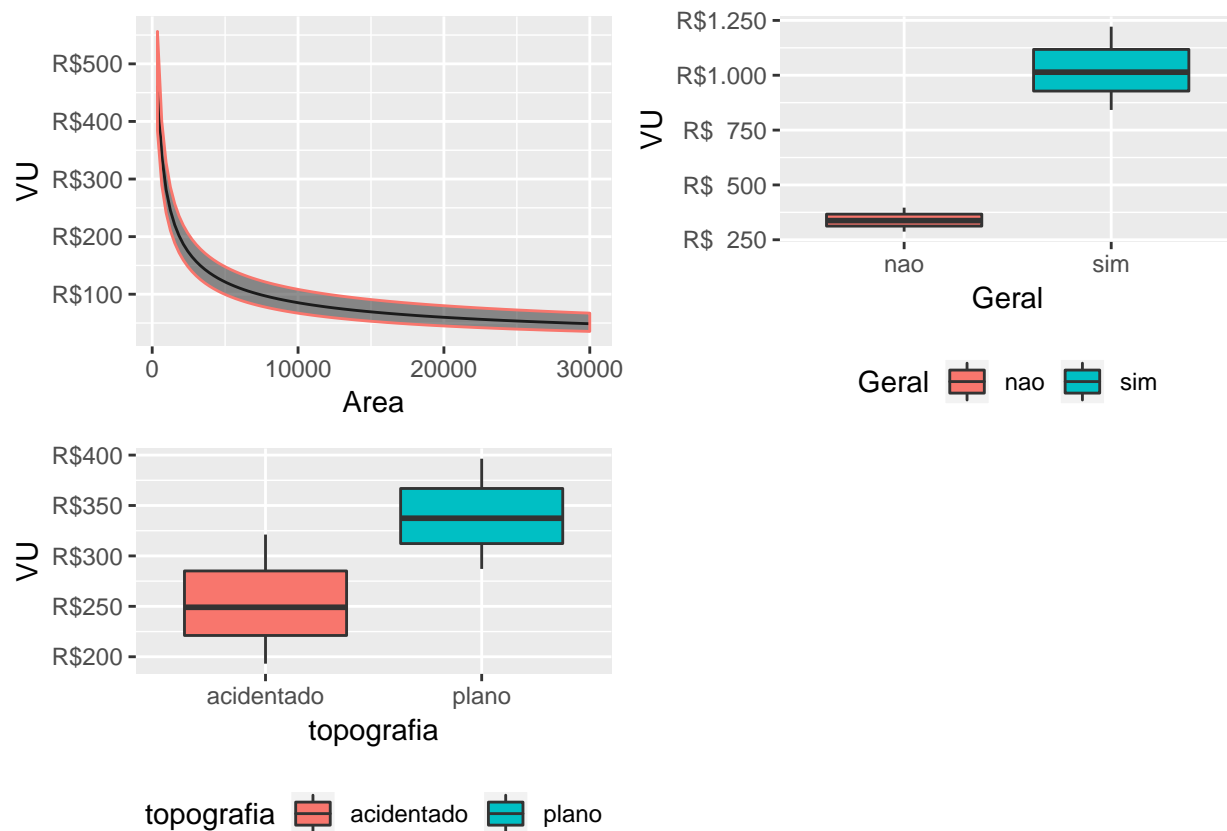 R$500
R$400
R$300
R$200
R$100
VU
0 10000 20000 30000
Area
R$1.250
R$1.000
R$ 750
R$ 500
R$ 250
VU
nao sim
Geral
Geral nao sim
R$400
R$350
R$300
R$250
R$200
VU
acidentado plano
topografia
topografia acidentado plano